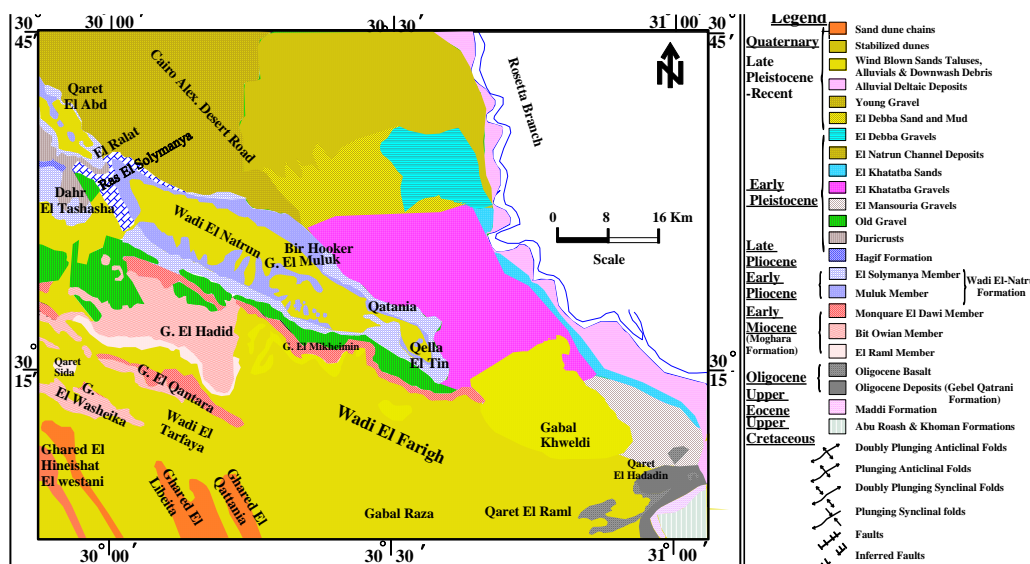 30°
30° 00'
30° 30'
31° 00'
30°
45'
45'
N
Qaret
El Abd
Cairo Alex. Desert Road
Rosetta Branch
El Ralat
Ras El Solymanya
Dahr
El Tashasha
Wadi El Natrun
Bir Hooker
G. El Muluk
0 8 16 Km
Scale
Qatania
G. El Hadid
G. El Mikheimin
Qella
El Tin
30°
15'
30°
15
Qaret
Sida
G.
El Washeika
G. El Qantara
Wadi El
Tarfaya
Wadi El Farigh
Gabal
Khweldi
Ghared El
Hineishat
El westani
Ghared El
Libeita
Ghared El
Qattania
Qaret
El Hadadin
Gabal Raza
Qaret El Raml
30° 00'
30° 30'
31° 00'
Legend
Quaternary
Late
Pleistocene
-Recent
Early
Pleistocene
Late
Pliocene
Early
Pliocene
Early
Miocene
(Moghara
Formation)
Oligocene
Upper
Eocene
Upper
Cretaceous
Sand dune chains
Stabilized dunes
Wind Blown Sands Taluses,
Alluvials & Downwash Debris
Alluvial Deltaic Deposits
Young Gravel
El Debba Sand and Mud
El Debba Gravels
El Natrun Channel Deposits
El Khatatba Sands
El Khatatba Gravels
El Mansouria Gravels
Old Gravel
Duricrusts
Hagif Formation
El Solymanya Member
Muluk Member
Wadi El-Natru
Formation
Monquare El Dawi Member
Bit Owian Member
El Raml Member
Oligocene Basalt
Oligocene Deposits (Gebel Qatrani
Formation)
Maddi Formation
Abu Roash & Khoman Formations
Doubly Plunging Anticlinal Folds
Plunging Anticlinal Folds
Doubly Plunging Synclinal Folds
Plunging Synclinal folds
Faults
Inferred Faults